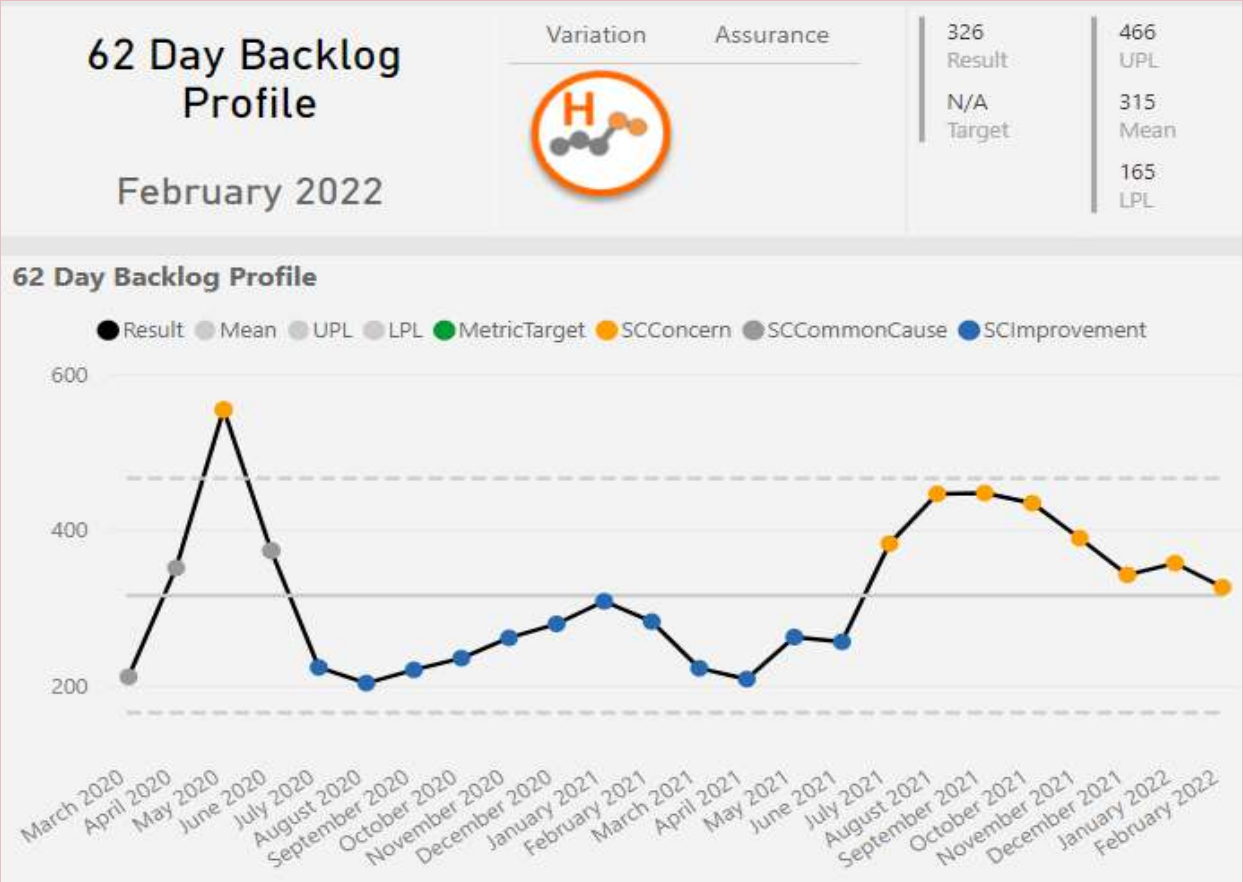 62 Day Backlog
Profile
February 2022
Variation Assurance
H
326
Result
N/A
Target
466
UPL
315
Mean
165
LPL
62 Day Backlog Profile
Result Mean UPL LPL MetricTarget SCConcern SCCommonCause SCImprovement
600
400
200
March 2020
April 2020
May 2020
June 2020
July 2020
August 2020
September 2020
October 2020
November 2020
December 2020
January 2021
February 2021
March 2021
April 2021
May 2021
June 2021
July 2021
August 2021
September 2021
October 2021
November 2021
December 2021
January 2022
February 2022